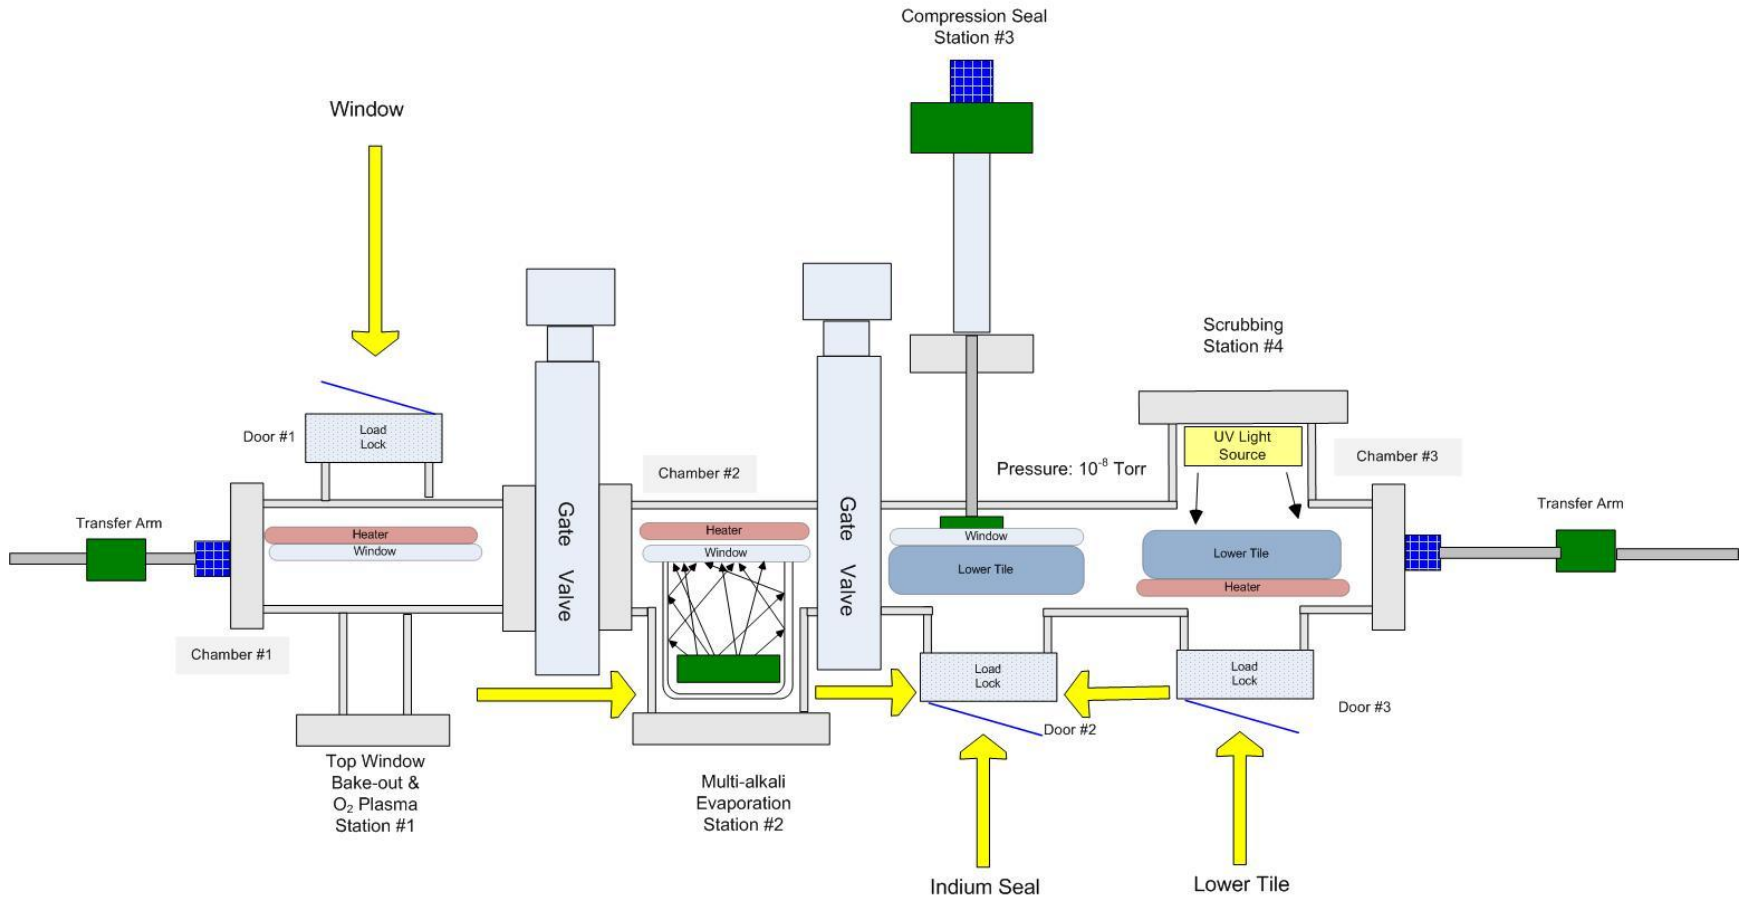 Compression Seal
Station #3
Window
Scrubbing
Station #4
Door #1
Load
Lock
UV Light
Source
Chamber #2
Pressure: 10⁻⁸ Torr
Chamber #3
Transfer Arm
Heater
Window
Gate Valve
Heater
Window
Gate Valve
Window
Lower Tile
Lower Tile
Heater
Transfer Arm
Chamber #1
Load
Lock
Load
Lock
Door #2
Door #3
Top Window
Bake-out &
O₂ Plasma
Station #1
Multi-alkali
Evaporation
Station #2
Indium Seal
Lower Tile